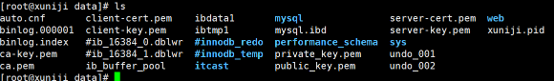 [root@xuniji data]# ls
auto.cnf client-cert.pem ibdata1 mysql server-cert.pem web
binlog.000001 client-key.pem ibtmp1 mysql.ibd server-key.pem xuniji.pid
binlog.index #ib_16384_0.dblwr #innodb_redo performance_schema sys
ca-key.pem #ib_16384_1.dblwr #innodb_temp private_key.pem undo_001
ca.pem ib_buffer_pool itcast public_key.pem undo_002
[root@xuniji data]#